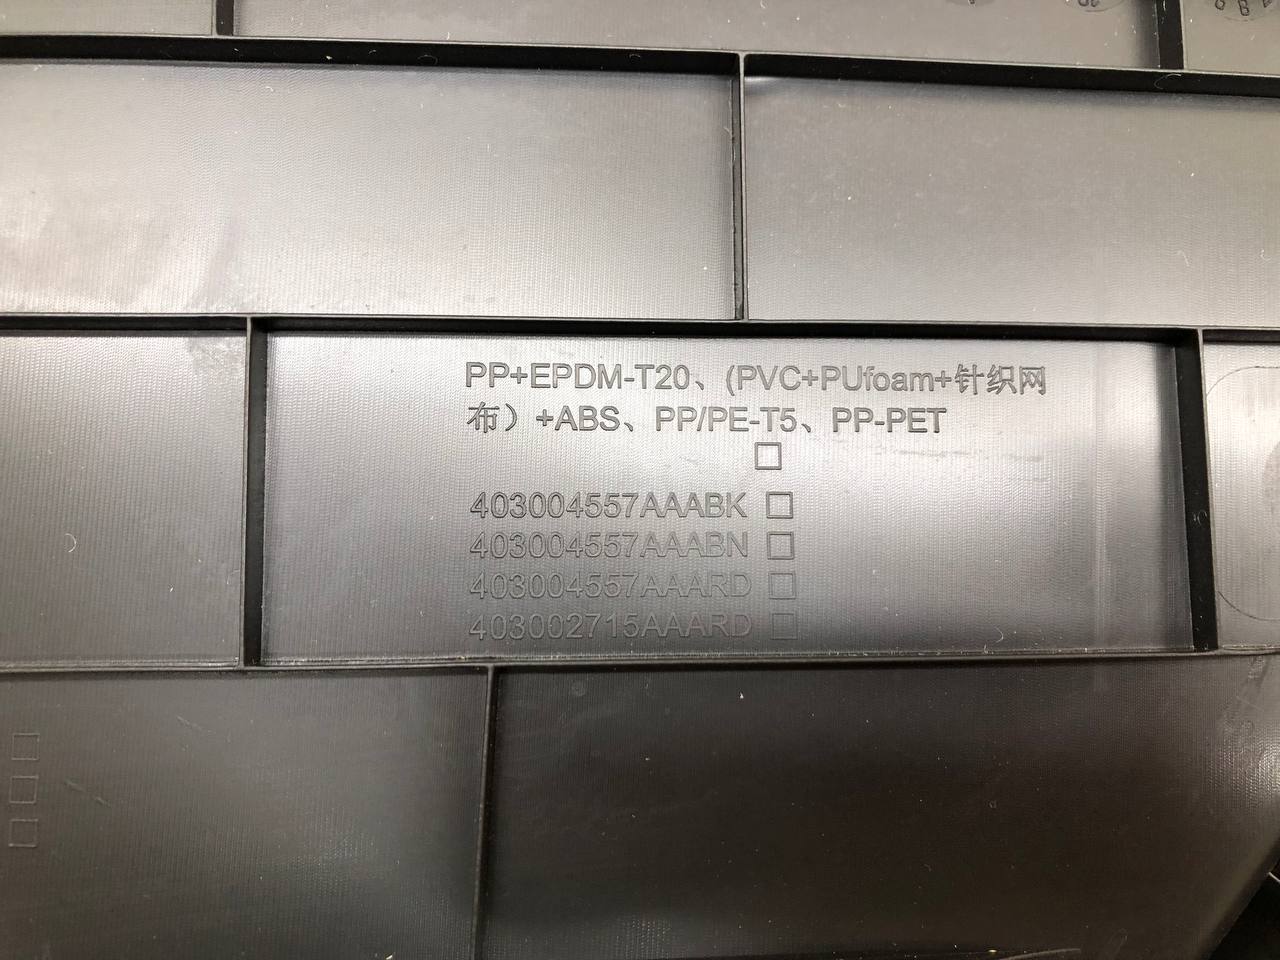 PP+EPDM-T20、(PVC+PUfoam+针织网
布）+ABS、PP/PE-T5、PP-PET
403004557AAABK
403004557AAABN
403004557AAARD
403002715AAARD